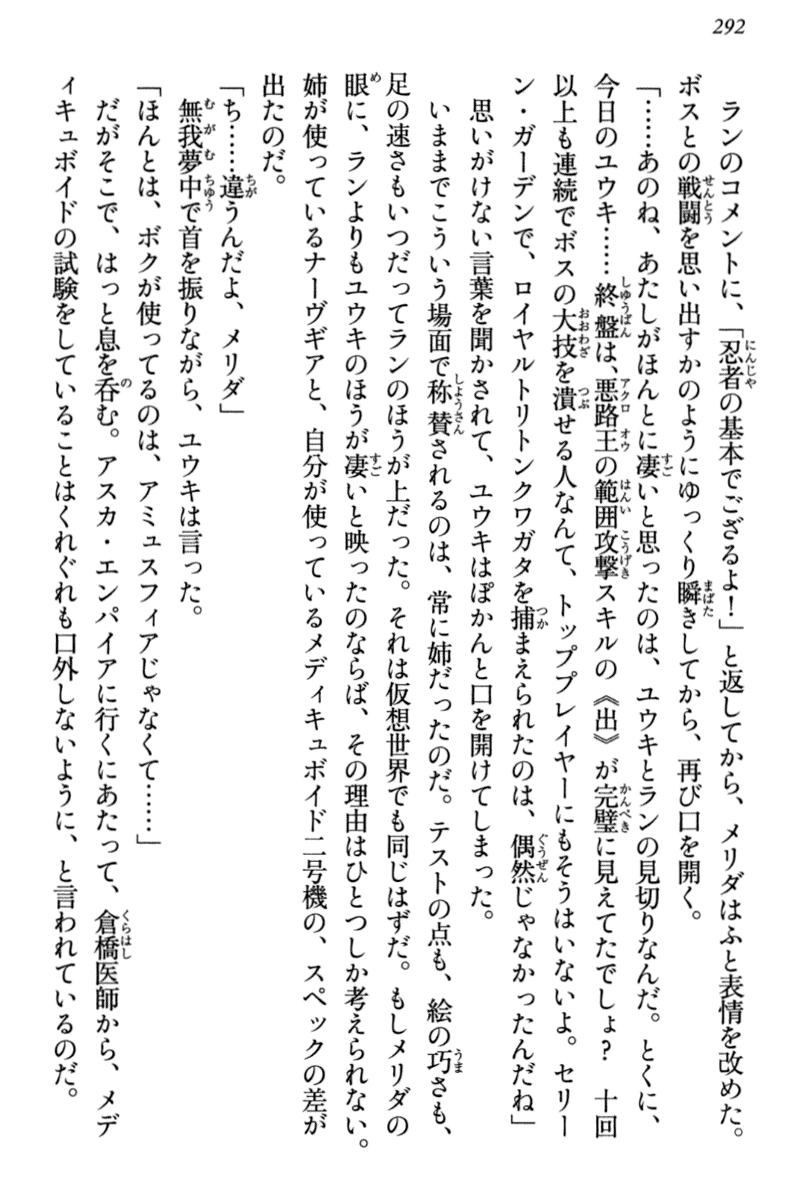 292
　ランのコメントに、「忍者の基本でござるよ！」と返してから、メリダはふと表情を改めた。
ボスとの戦闘を思い出すかのようにゆっくり瞬きしてから、再び口を開く。
「……あのね、あたしがほんとに凄いと思ったのは、ユウキとランの見切りなんだ。とくに、
今日のユウキ……終盤は、悪路王の範囲攻撃スキルの《出》が完璧に見えてたでしょ？　十回
以上も連続でボスの大技を潰せる人なんて、トッププレイヤーにもそうはいないよ。セリー
ン・ガーデンで、ロイヤルトリトンクワガタを捕まえられたのは、偶然じゃなかったんだね」
　思いがけない言葉を聞かされて、ユウキはぽかんと口を開けてしまった。
　いままでこういう場面で称賛されるのは、常に姉だったのだ。テストの点も、絵の巧さも、
足の速さもいつだってランのほうが上だった。それは仮想世界でも同じはずだ。もしメリダの
眼に、ランよりもユウキのほうが凄いと映ったのならば、その理由はひとつしか考えられない。
姉が使っているナーヴギアと、自分が使っているメディキュボイド二号機の、スペックの差が
出たのだ。
「ち……違うんだよ、メリダ」
　無我夢中で首を振りながら、ユウキは言った。
「ほんとは、ボクが使ってるのは、アミュスフィアじゃなくて……」
　だがそこで、はっと息を呑む。アスカ・エンパイアに行くにあたって、倉橋医師から、メデ
ィキュボイドの試験をしていることはくれぐれも口外しないように、と言われているのだ。